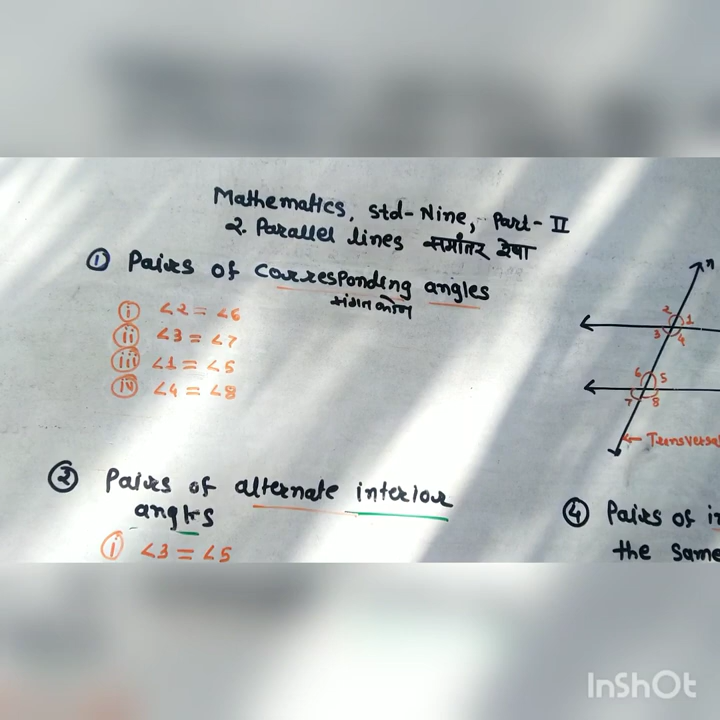 Mathematics, Std-Nine, Part-II
2. Parallel lines समांतर रेषा
① Pairs of corresponding angles
संगत कोन
i ∠2 = ∠6
ii ∠3 = ∠7
iii ∠1 = ∠5
iv ∠4 = ∠8
n
2 1
3 4
6 5
7 8
← Transversal
② Pairs of alternate interior
angles
i ∠3 = ∠5
④ Pairs of in
the same
InShOt